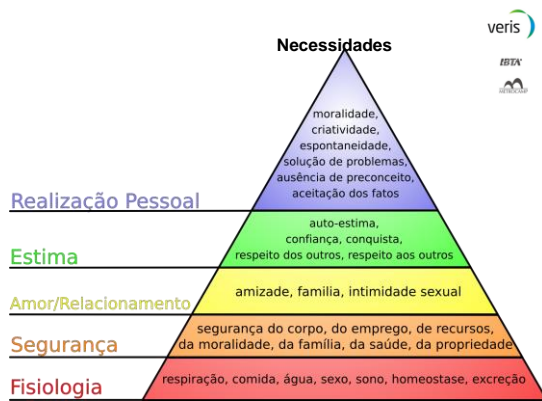 Necessidades
veris
IBTA
METROCAMP
moralidade,
criatividade,
espontaneidade,
solução de problemas,
ausência de preconceito,
aceitação dos fatos
Realização Pessoal
auto-estima,
confiança, conquista,
respeito dos outros, respeito aos outros
Estima
amizade, familia, intimidade sexual
Amor/Relacionamento
segurança do corpo, do emprego, de recursos,
da moralidade, da família, da saúde, da propriedade
Segurança
respiração, comida, água, sexo, sono, homeostase, excreção
Fisiologia